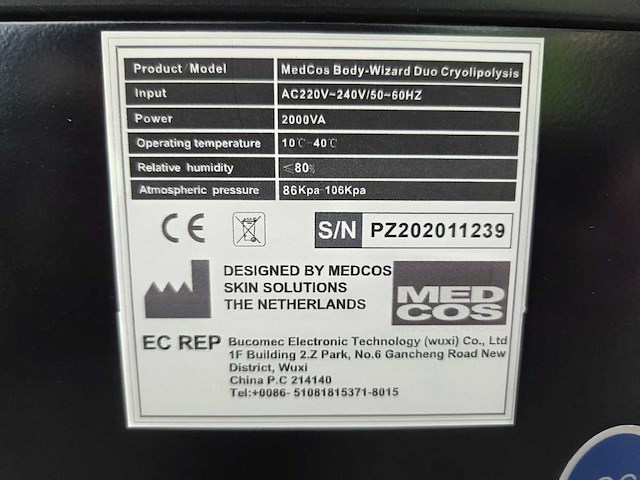 Product/Model MedCos Body-Wizard Duo Cryolipolysis
Input AC220V~240V/50~60HZ
Power 2000VA
Operating temperature 10℃-40℃
Relative humidity ≤80%
Atmospheric pressure 86Kpa-106Kpa
CE S/N PZ202011239
DESIGNED BY MEDCOS
SKIN SOLUTIONS
THE NETHERLANDS
MED
COS
EC REP Bucomec Electronic Technology (wuxi) Co., Ltd
1F Building 2.Z Park, No.6 Gancheng Road New
District, Wuxi
China P.C 214140
Tel:+0086- 51081815371-8015